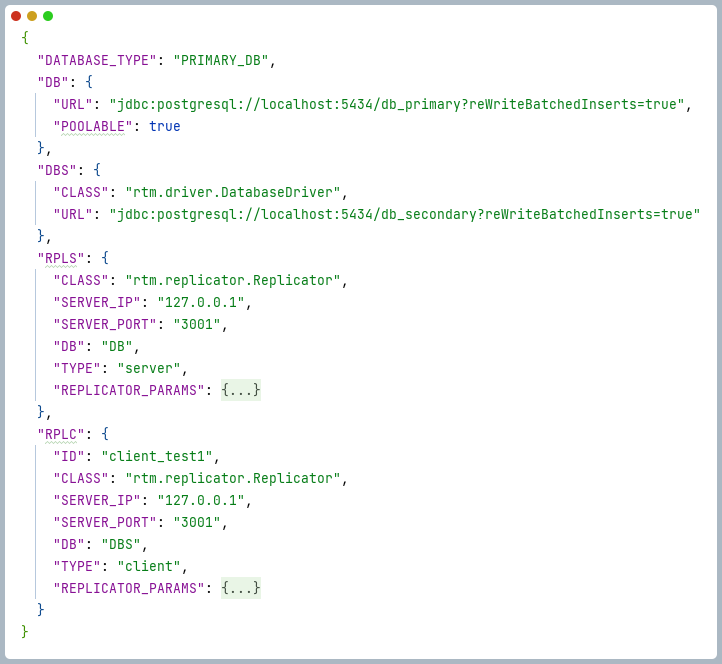 {
  "DATABASE_TYPE": "PRIMARY_DB",
  "DB": {
    "URL": "jdbc:postgresql://localhost:5434/db_primary?reWriteBatchedInserts=true",
    "POOLABLE": true
  },
  "DBS": {
    "CLASS": "rtm.driver.DatabaseDriver",
    "URL": "jdbc:postgresql://localhost:5434/db_secondary?reWriteBatchedInserts=true"
  },
  "RPLS": {
    "CLASS": "rtm.replicator.Replicator",
    "SERVER_IP": "127.0.0.1",
    "SERVER_PORT": "3001",
    "DB": "DB",
    "TYPE": "server",
    "REPLICATOR_PARAMS": {...}
  },
  "RPLC": {
    "ID": "client_test1",
    "CLASS": "rtm.replicator.Replicator",
    "SERVER_IP": "127.0.0.1",
    "SERVER_PORT": "3001",
    "DB": "DBS",
    "TYPE": "client",
    "REPLICATOR_PARAMS": {...}
  }
}